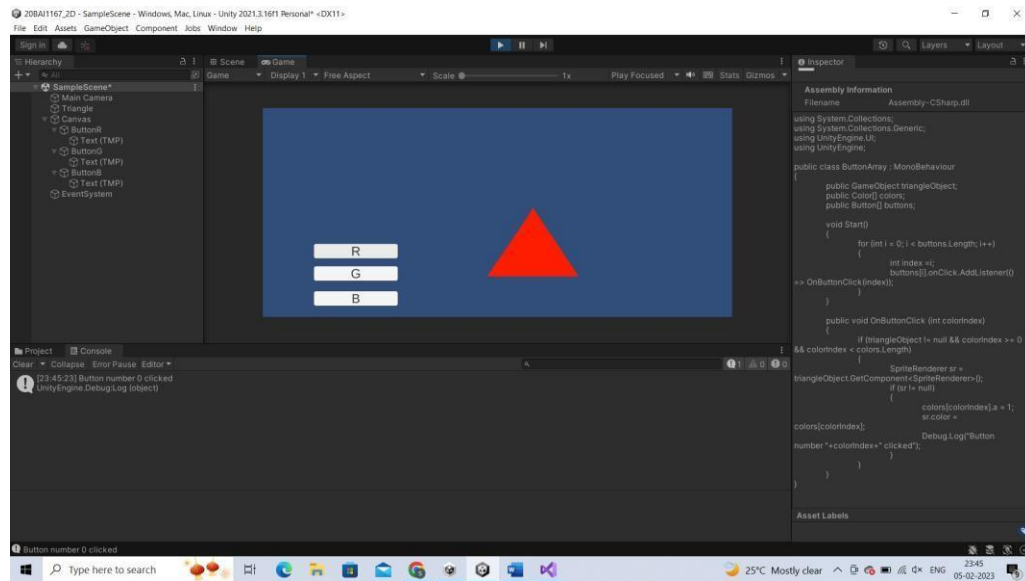 20BAI1167_2D - SampleScene - Windows, Mac, Linux - Unity 2021.3.16f1 Personal* <DX11>
File Edit Assets GameObject Component Jobs Window Help
Sign in
Layers Layout
Hierarchy
Scene Game
Inspector
All
Game Display 1 Free Aspect Scale 1x Play Focused Stats Gizmos
SampleScene*
Main Camera
Triangle
Canvas
ButtonR
Text (TMP)
ButtonG
Text (TMP)
ButtonB
Text (TMP)
EventSystem
R
G
B
Assembly Information
Filename Assembly-CSharp.dll
using System.Collections;
using System.Collections.Generic;
using UnityEngine.UI;
using UnityEngine;
public class ButtonArray : MonoBehaviour
{
public GameObject triangleObject;
public Color[] colors;
public Button[] buttons;
void Start()
{
for (int i = 0; i < buttons.Length; i++)
{
int index =i;
buttons[i].onClick.AddListener(()
=> OnButtonClick(index));
}
}
public void OnButtonClick (int colorIndex)
{
if (triangleObject != null && colorIndex >= 0
&& colorIndex < colors.Length)
{
SpriteRenderer sr =
triangleObject.GetComponent<SpriteRenderer>();
if (sr != null)
{
colors[colorIndex].a = 1;
sr.color =
colors[colorIndex];
Debug.Log("Button
number "+colorIndex+" clicked");
}
}
}
}
Asset Labels
Project Console
Clear Collapse Error Pause Editor
1 0 0
[23:45:23] Button number 0 clicked
UnityEngine.Debug:Log (object)
Button number 0 clicked
Type here to search
25°C Mostly clear
ENG
23:45
05-02-2023